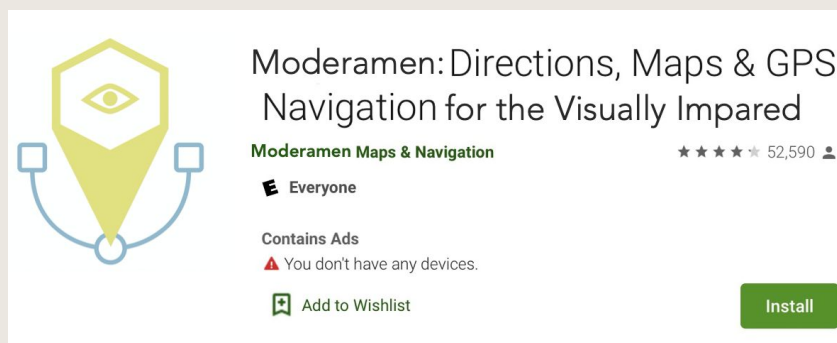 Moderamen: Directions, Maps & GPS
Navigation for the Visually Impared
Moderamen Maps & Navigation
52,590
E Everyone
Contains Ads
You don't have any devices.
Add to Wishlist
Install